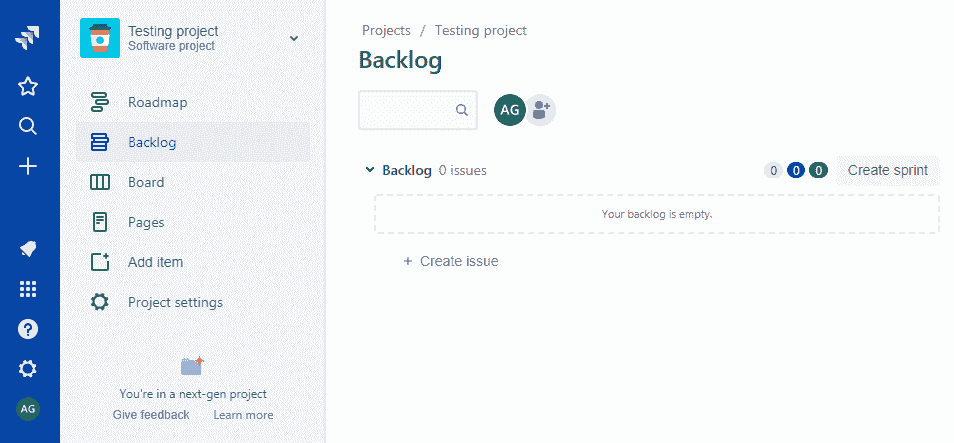 Testing project
Software project
Roadmap
Backlog
Board
Pages
Add item
Project settings
You're in a next-gen project
Give feedback Learn more
AG
Projects / Testing project
Backlog
AG
Backlog 0 issues 0 0 0 Create sprint
Your backlog is empty.
+ Create issue